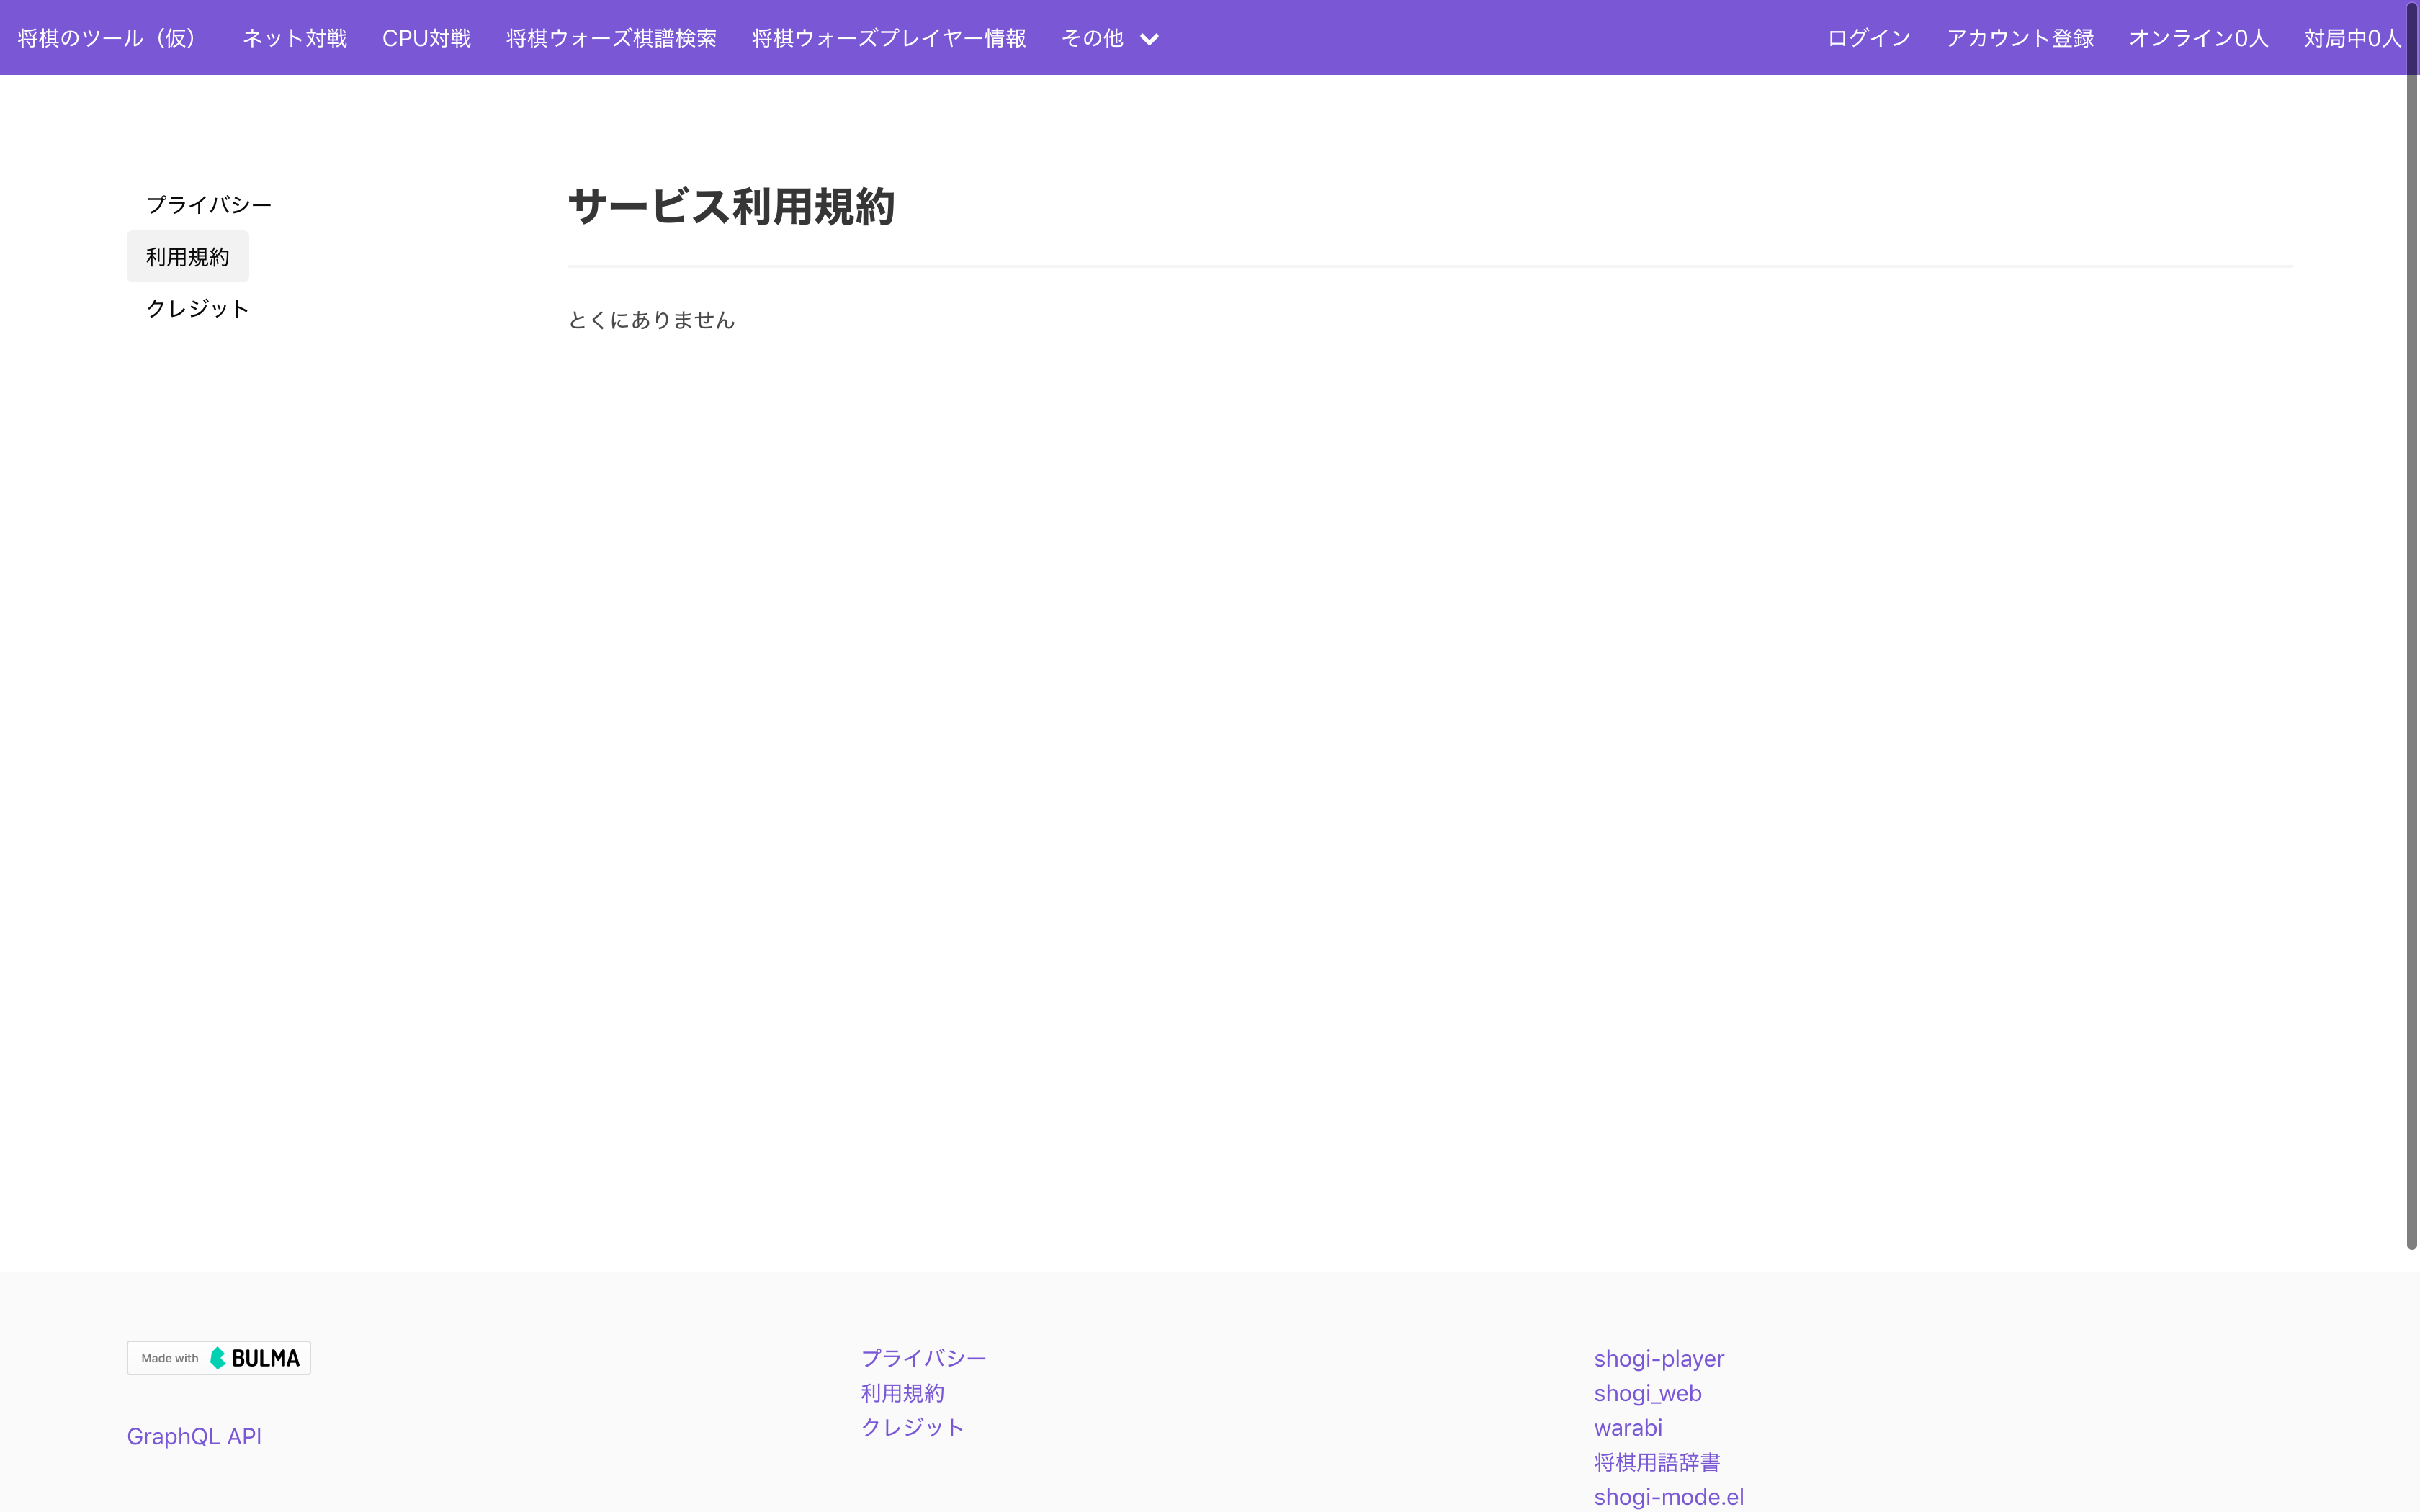 将棋のツール（仮） ネット対戦 CPU対戦 将棋ウォーズ棋譜検索 将棋ウォーズプレイヤー情報 その他 ログイン アカウント登録 オンライン0人 対局中0人
プライバシー
利用規約
クレジット
サービス利用規約
とくにありません
Made with BULMA
GraphQL API
プライバシー
利用規約
クレジット
shogi-player
shogi_web
warabi
将棋用語辞書
shogi-mode.el